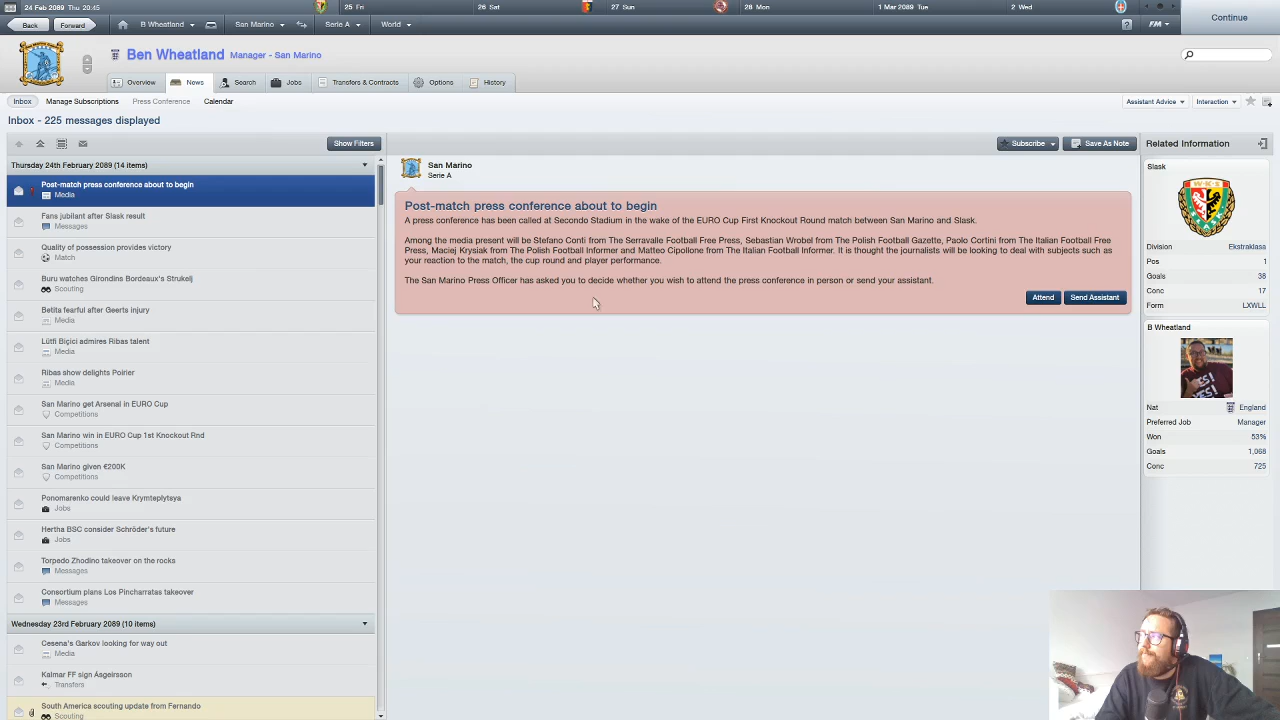 24 Feb 2089 Thu 20:45
25 Fri
26 Sat
27 Sun
28 Mon
1 Mar 2089 Tue
2 Wed
Back
Forward
B Wheatland
San Marino
Serie A
World
?
FM
Continue
Ben Wheatland Manager - San Marino
Overview
News
Search
Jobs
Transfers & Contracts
Options
History
Inbox
Manage Subscriptions
Press Conference
Calendar
Assistant Advice
Interaction
Inbox - 225 messages displayed
Show Filters
Thursday 24th February 2089 (14 items)
Post-match press conference about to begin
Media
Fans jubilant after Slask result
Messages
Quality of possession provides victory
Match
Buru watches Girondins Bordeaux's Strukelj
Scouting
Betita fearful after Geerts injury
Media
Lütfi Biçici admires Ribas talent
Media
Ribas show delights Poirier
Media
San Marino get Arsenal in EURO Cup
Competitions
San Marino win in EURO Cup 1st Knockout Rnd
Competitions
San Marino given €200K
Competitions
Ponomarenko could leave Krymteplytsya
Jobs
Hertha BSC consider Schröder's future
Jobs
Torpedo Zhodino takeover on the rocks
Messages
Consortium plans Los Pincharratas takeover
Messages
Wednesday 23rd February 2089 (10 items)
Cesena's Garkov looking for way out
Media
Kalmar FF sign Ásgeirsson
Transfers
South America scouting update from Fernando
Scouting
San Marino
Serie A
Subscribe
Save As Note
Post-match press conference about to begin
A press conference has been called at Secondo Stadium in the wake of the EURO Cup First Knockout Round match between San Marino and Slask.
Among the media present will be Stefano Conti from The Serravalle Football Free Press, Sebastian Wrobel from The Polish Football Gazette, Paolo Cortini from The Italian Football Free
Press, Maciej Krysiak from The Polish Football Informer and Matteo Cipollone from The Italian Football Informer. It is thought the journalists will be looking to deal with subjects such as
your reaction to the match, the cup round and player performance.
The San Marino Press Officer has asked you to decide whether you wish to attend the press conference in person or send your assistant.
Attend
Send Assistant
Related Information
Slask
W·K·S
Division Ekstraklasa
Pos 1
Goals 38
Conc 17
Form LXWLL
B Wheatland
Nat England
Preferred Job Manager
Won 53%
Goals 1,068
Conc 725